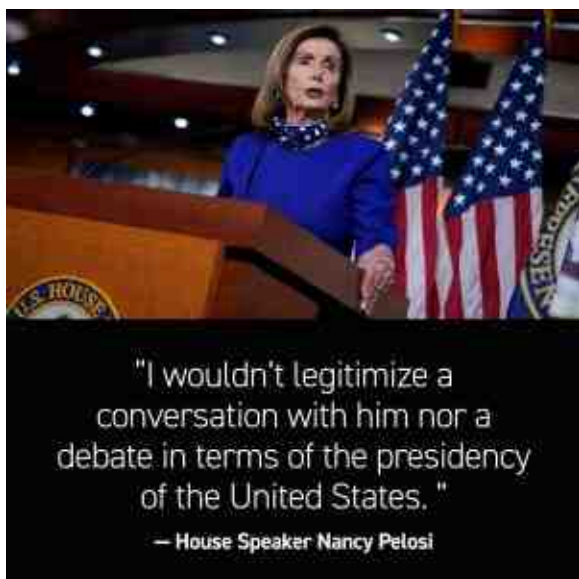 U.S. HOUSE
"I wouldn't legitimize a
conversation with him nor a
debate in terms of the presidency
of the United States. "
— House Speaker Nancy Pelosi